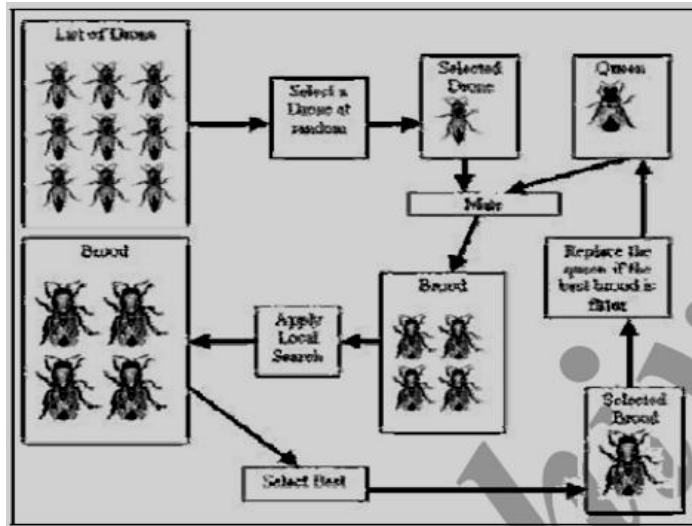 List of Drone
Select a
Drone at
random
Selected
Drone
Queen
Mate
Brood
Apply
Local
Search
Brood
Replace the
queen if the
best brood is
fitter
Select Best
Selected
Brood